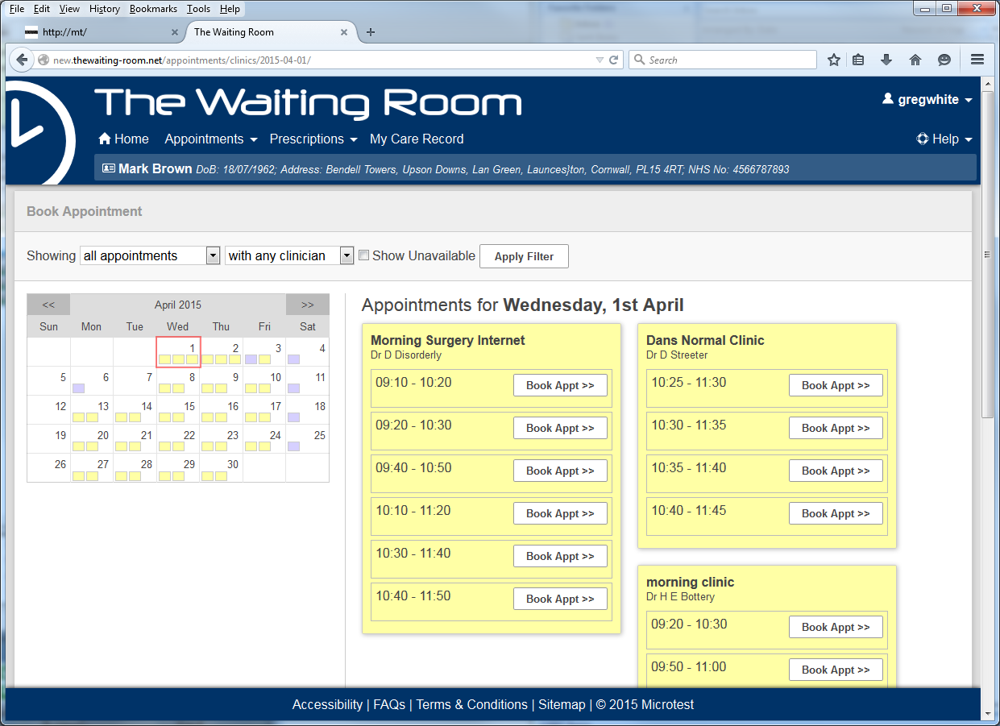 File Edit View History Bookmarks Tools Help
http://mt/
The Waiting Room
new.thewaiting-room.net/appointments/clinics/2015-04-01/
Search
The Waiting Room
gregwhite
Home Appointments Prescriptions My Care Record
Help
Mark Brown DoB: 18/07/1962; Address: Bendell Towers, Upson Downs, Lan Green, Launces}ton, Cornwall, PL15 4RT; NHS No: 4566787893
Book Appointment
Showing all appointments with any clinician Show Unavailable Apply Filter
<< April 2015 >>
Sun Mon Tue Wed Thu Fri Sat
1 2 3 4
5 6 7 8 9 10 11
12 13 14 15 16 17 18
19 20 21 22 23 24 25
26 27 28 29 30
Appointments for Wednesday, 1st April
Morning Surgery Internet
Dr D Disorderly
09:10 - 10:20 Book Appt >>
09:20 - 10:30 Book Appt >>
09:40 - 10:50 Book Appt >>
10:10 - 11:20 Book Appt >>
10:30 - 11:40 Book Appt >>
10:40 - 11:50 Book Appt >>
Dans Normal Clinic
Dr D Streeter
10:25 - 11:30 Book Appt >>
10:30 - 11:35 Book Appt >>
10:35 - 11:40 Book Appt >>
10:40 - 11:45 Book Appt >>
morning clinic
Dr H E Bottery
09:20 - 10:30 Book Appt >>
09:50 - 11:00 Book Appt >>
Accessibility | FAQs | Terms & Conditions | Sitemap | © 2015 Microtest